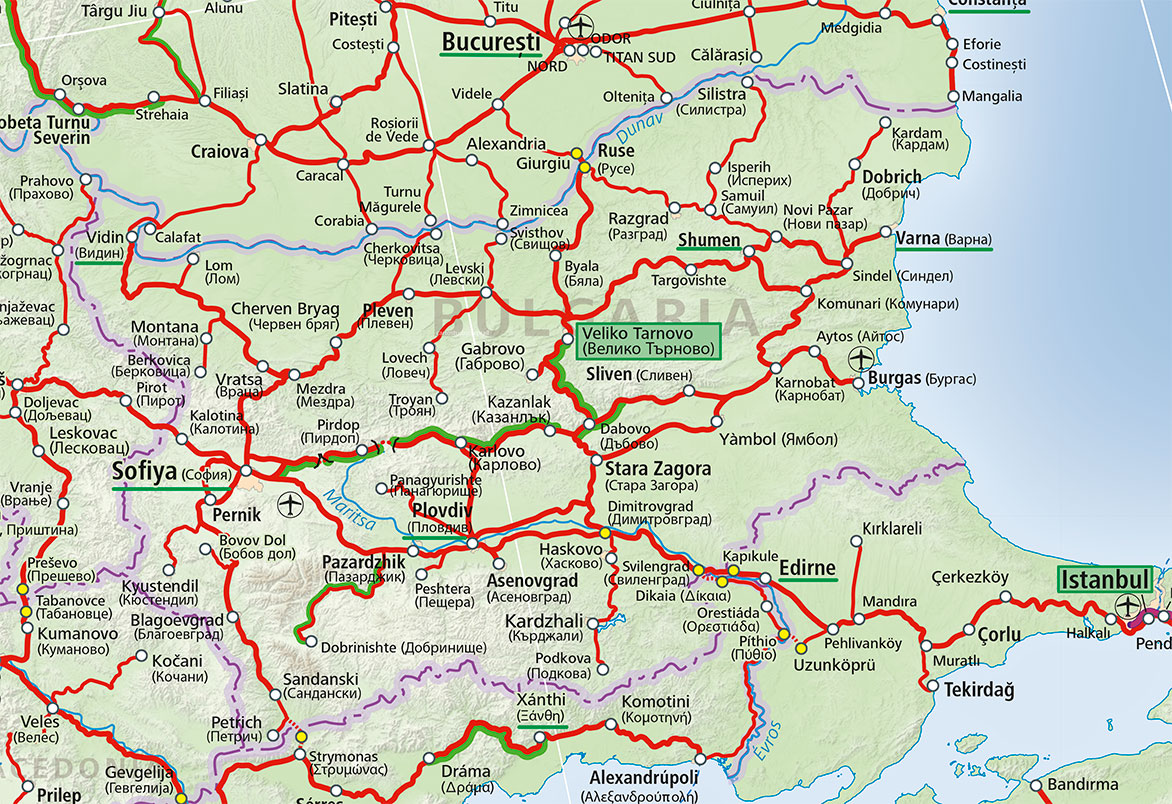 Târgu Jiu
Alunu
Pitești
Titu
Ciulnița
Constanța
Medgidia
Costești
București
ODOR
NORD
TITAN SUD
Călărași
Eforie
Costinești
Mangalia
Orșova
Filiași
Slatina
Videle
Oltenița
Silistra
(Силистра)
Strehaia
obeta Turnu
Severin
Rosiorii
de Vede
Dunav
Kardam
(Кардам)
Craiova
Caracal
Alexandria
Giurgiu
Ruse
(Русе)
Isperih
(Исперих)
Dobrich
(Добрич)
Prahovo
(Прахово)
Turnu
Măgurele
Samuil
(Самуил)
Novi Pazar
(Нови пазар)
Corabia
Zimnicea
Razgrad
(Разград)
Vidin
(Видин)
Calafat
Svisthov
(Свищов)
Cherkovitsa
(Черковица)
Shumen
Varna (Варна)
Lom
(Лом)
Levski
(Левски)
Byala
(Бяла)
Targovishte
Sindel (Синдел)
Komunari (Комунари)
Cherven Bryag
(Червен бряг)
Pleven
(Плевен)
BULGARIA
Montana
(Монтана)
Veliko Tarnovo
(Велико Търново)
Aytos (Айтос)
Berkovica
(Берковица)
Lovech
(Ловеч)
Gabrovo
(Габрово)
Pirot
(Пирот)
Vratsa
(Враца)
Mezdra
(Мездра)
Troyan
(Троян)
Sliven (Сливен)
Karnobat
(Карнобат)
Burgas (Бургас)
Doljevac
(Дољевац)
Kalotina
(Калотина)
Pirdop
(Пирдоп)
Kazanlak
(Казанлък)
Dabovo
(Дъбово)
Yàmbol (Ямбол)
Leskovac
(Лесковац)
Karlovo
(Карлово)
Sofiya (София)
Stara Zagora
(Стара Загора)
Panagyurishte
(Панагюрище)
Vranje
(Врање)
Maritsa
Plovdiv
(Пловдив)
Dimitrovgrad
(Димитровград)
Pernik
Kırklareli
Bovov Dol
(Бобов дол)
Haskovo
(Хасково)
Pazardzhik
(Пазарджик)
Svilengrad
(Свиленград)
Kapıkule
Edirne
Preševo
(Прешево)
Kyustendil
(Кюстендил)
Peshtera
(Пещера)
Asenovgrad
(Асеновград)
Dikaia (Δίκαια)
Çerkezköy
Istanbul
Tabanovce
(Табановце)
Blagoevgrad
(Благоевград)
Kardzhali
(Кърджали)
Orestiáda
(Ορεστιάδα)
Mandıra
Kumanovo
(Куманово)
Dobrinishte (Добринище)
Píthio
(Πύθιο)
Pehlivanköy
Çorlu
Halkalı
Pend
Kočani
(Кочани)
Podkova
(Подкова)
Uzunköprü
Muratlı
Sandanski
(Сандански)
Tekirdağ
Xánthi
(Ξάνθη)
Komotini
(Κομοτηνή)
Veles
(Велес)
Petrich
(Петрич)
Évros
Strymonas
(Στρυμώνας)
ACEDONI
Gevgelija
(Гевгелија)
Dráma
(Δράμα)
Alexandrúpoli
(Αλεξανδρούπολή)
Bandırma
Prilep
Sérres